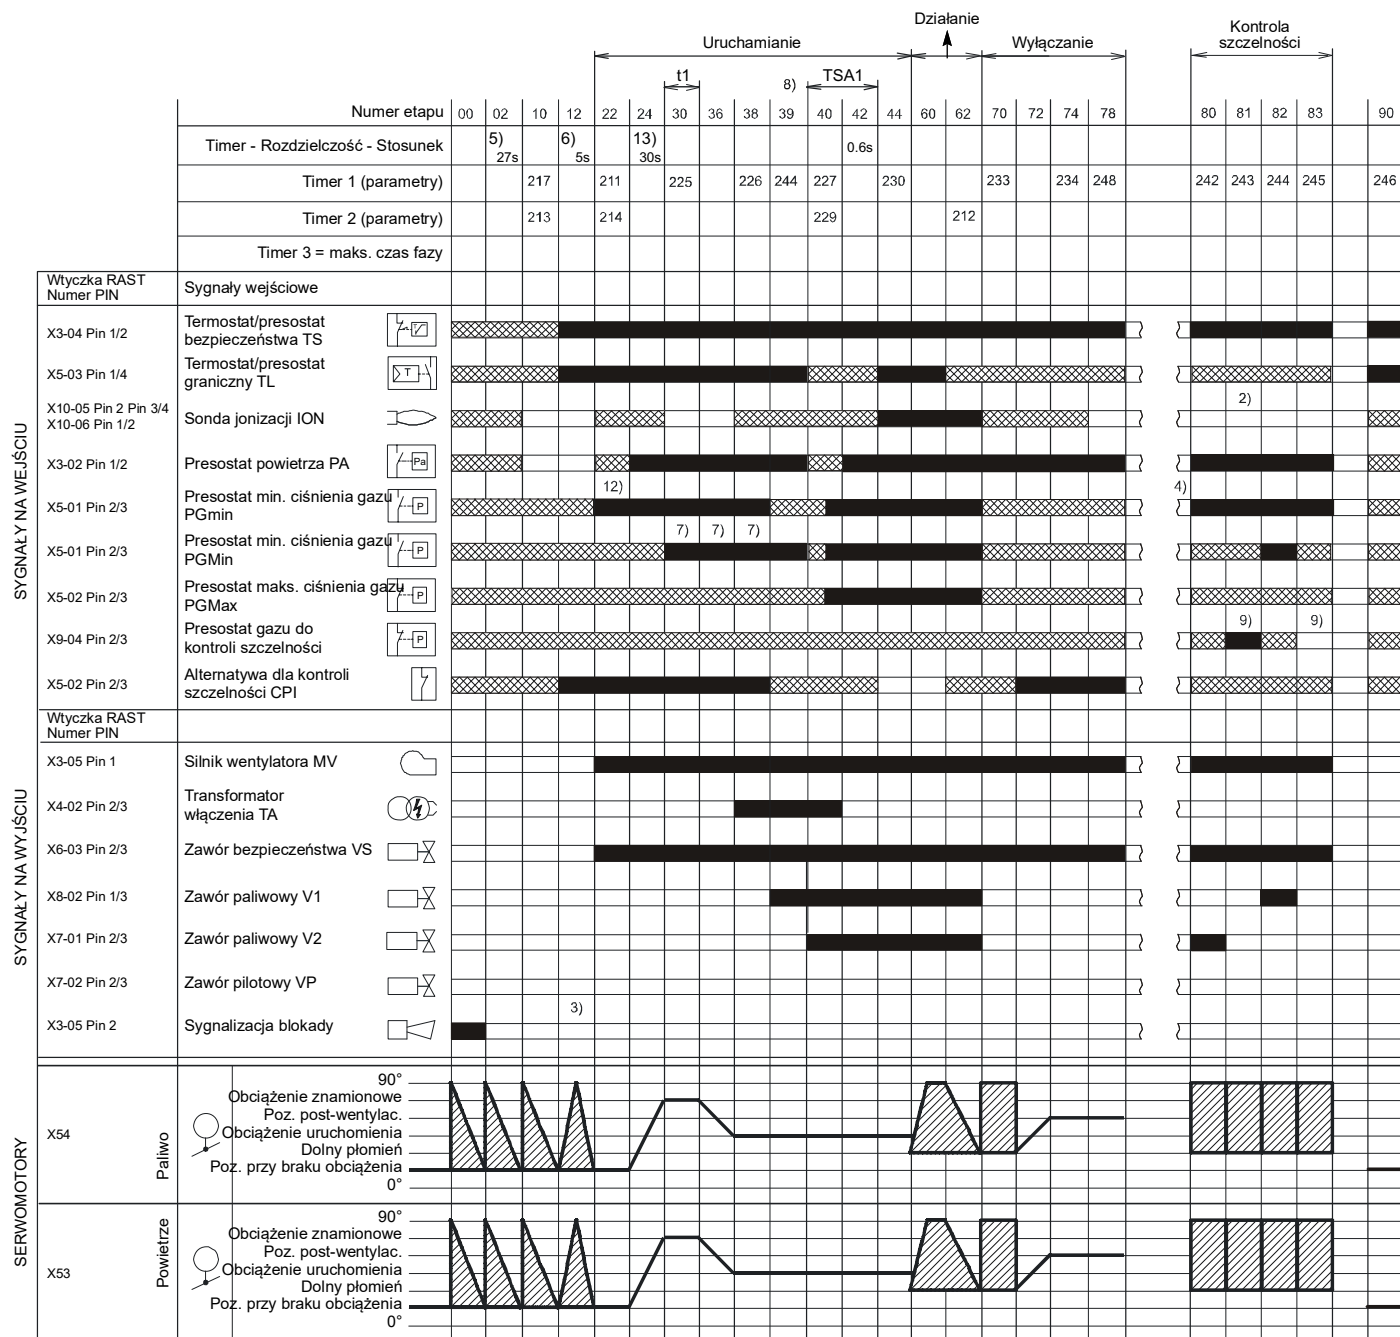 Działanie
Uruchamianie
Wyłączanie
Kontrola
szczelności
t1
8)
TSA1
Numer etapu 00 02 10 12 22 24 30 36 38 39 40 42 44 60 62 70 72 74 78 80 81 82 83 90
Timer - Rozdzielczość - Stosunek 5) 27s 6) 5s 13) 30s 0.6s
Timer 1 (parametry) 217 211 225 226 244 227 230 233 234 248 242 243 244 245 246
Timer 2 (parametry) 213 214 229 212
Timer 3 = maks. czas fazy
Wtyczka RAST
Numer PIN
Sygnały wejściowe
SYGNAŁY NA WEJŚCIU
X3-04 Pin 1/2
Termostat/presostat
bezpieczeństwa TS
X5-03 Pin 1/4
Termostat/presostat
graniczny TL
T
2)
X10-05 Pin 2 Pin 3/4
X10-06 Pin 1/2
Sonda jonizacji ION
X3-02 Pin 1/2
Presostat powietrza PA
Pa
12)
4)
X5-01 Pin 2/3
Presostat min. ciśnienia gazu
PGmin
P
7) 7) 7)
X5-01 Pin 2/3
Presostat min. ciśnienia gazu
PGMin
P
X5-02 Pin 2/3
Presostat maks. ciśnienia gazu
PGMax
P
9) 9)
X9-04 Pin 2/3
Presostat gazu do
kontroli szczelności
P
X5-02 Pin 2/3
Alternatywa dla kontroli
szczelności CPI
Wtyczka RAST
Numer PIN
SYGNAŁY NA WYJŚCIU
X3-05 Pin 1
Silnik wentylatora MV
X4-02 Pin 2/3
Transformator
włączenia TA
X6-03 Pin 2/3
Zawór bezpieczeństwa VS
X8-02 Pin 1/3
Zawór paliwowy V1
X7-01 Pin 2/3
Zawór paliwowy V2
X7-02 Pin 2/3
Zawór pilotowy VP
3)
X3-05 Pin 2
Sygnalizacja blokady
SERWOMOTORY
X54
Paliwo
90°
Obciążenie znamionowe
Poz. post-wentylac.
Obciążenie uruchomienia
Dolny płomień
Poz. przy braku obciążenia
0°
X53
Powietrze
90°
Obciążenie znamionowe
Poz. post-wentylac.
Obciążenie uruchomienia
Dolny płomień
Poz. przy braku obciążenia
0°